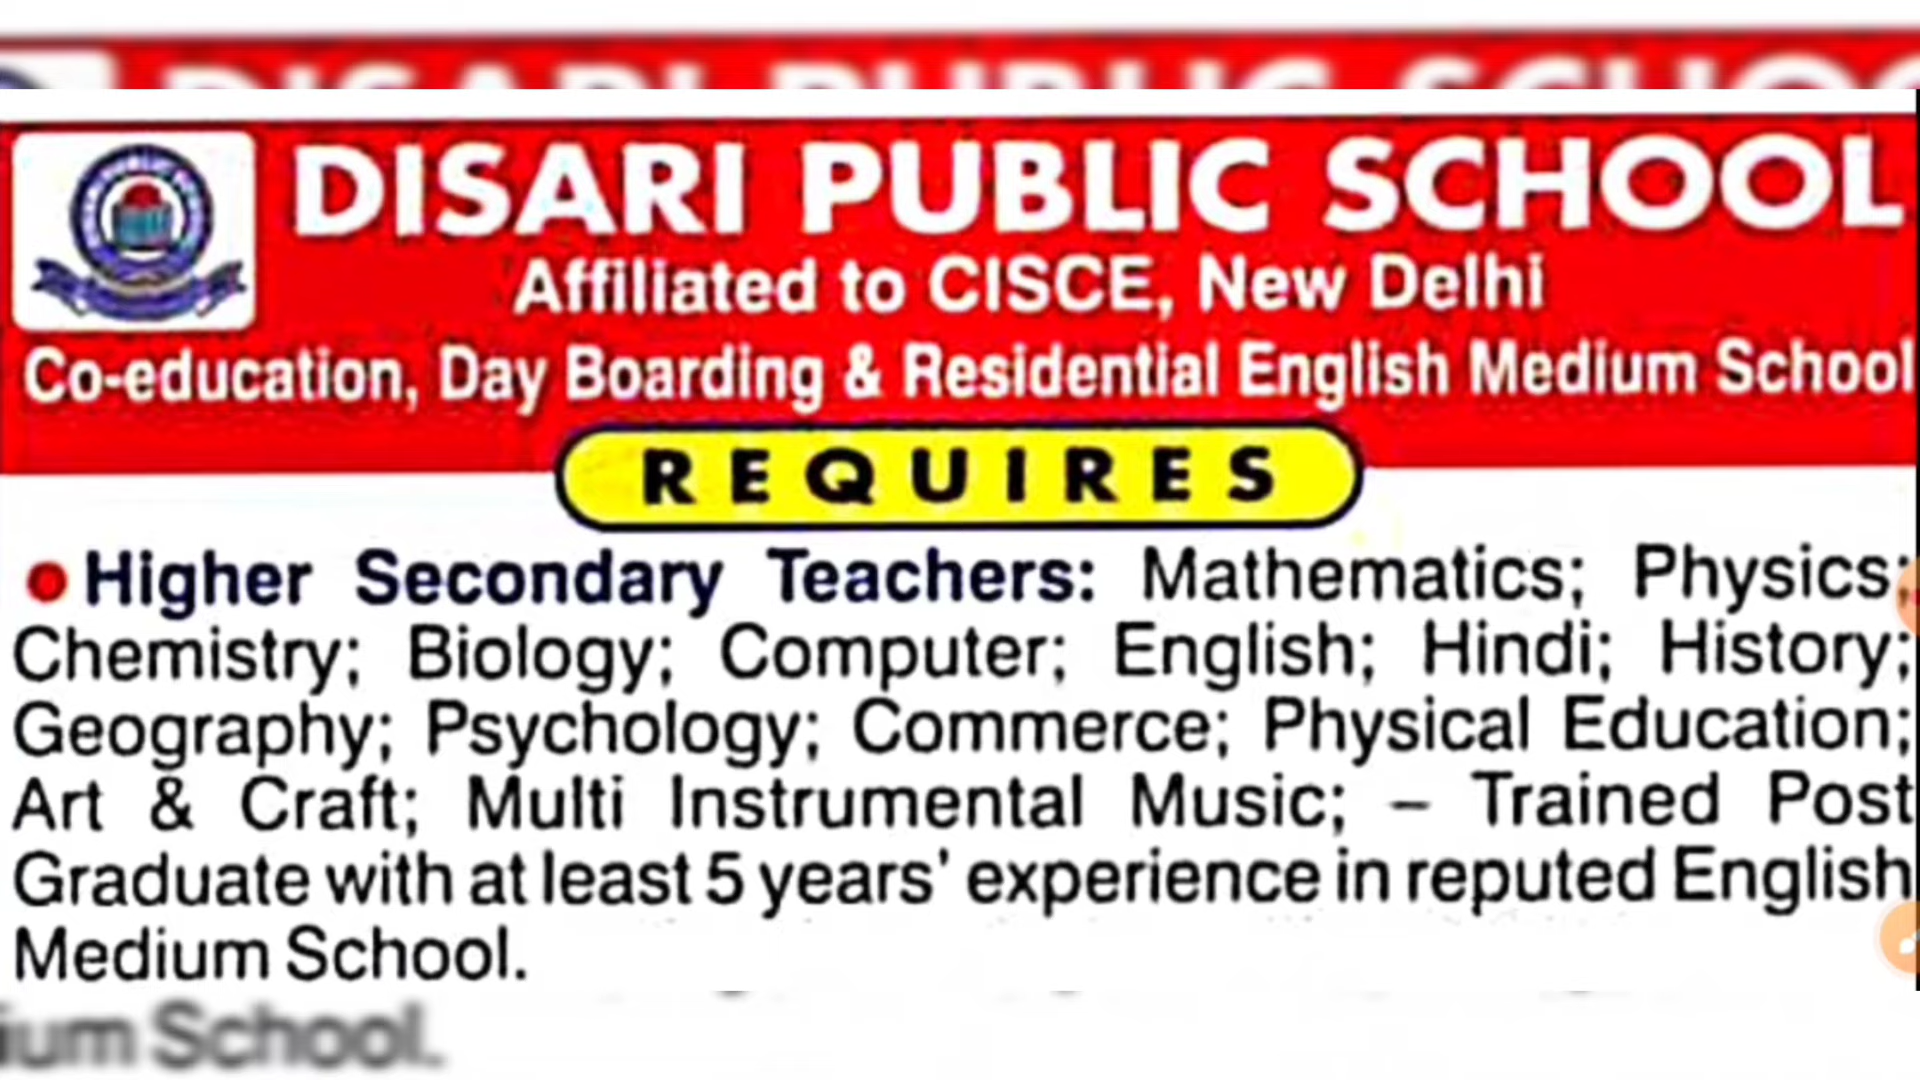 DISARI PUBLIC SCHOOL
Affiliated to CISCE, New Delhi
Co-education, Day Boarding & Residential English Medium School
REQUIRES
Higher Secondary Teachers: Mathematics; Physics;
Chemistry; Biology; Computer; English; Hindi; History;
Geography; Psychology; Commerce; Physical Education;
Art & Craft; Multi Instrumental Music; – Trained Post
Graduate with at least 5 years' experience in reputed English
Medium School.